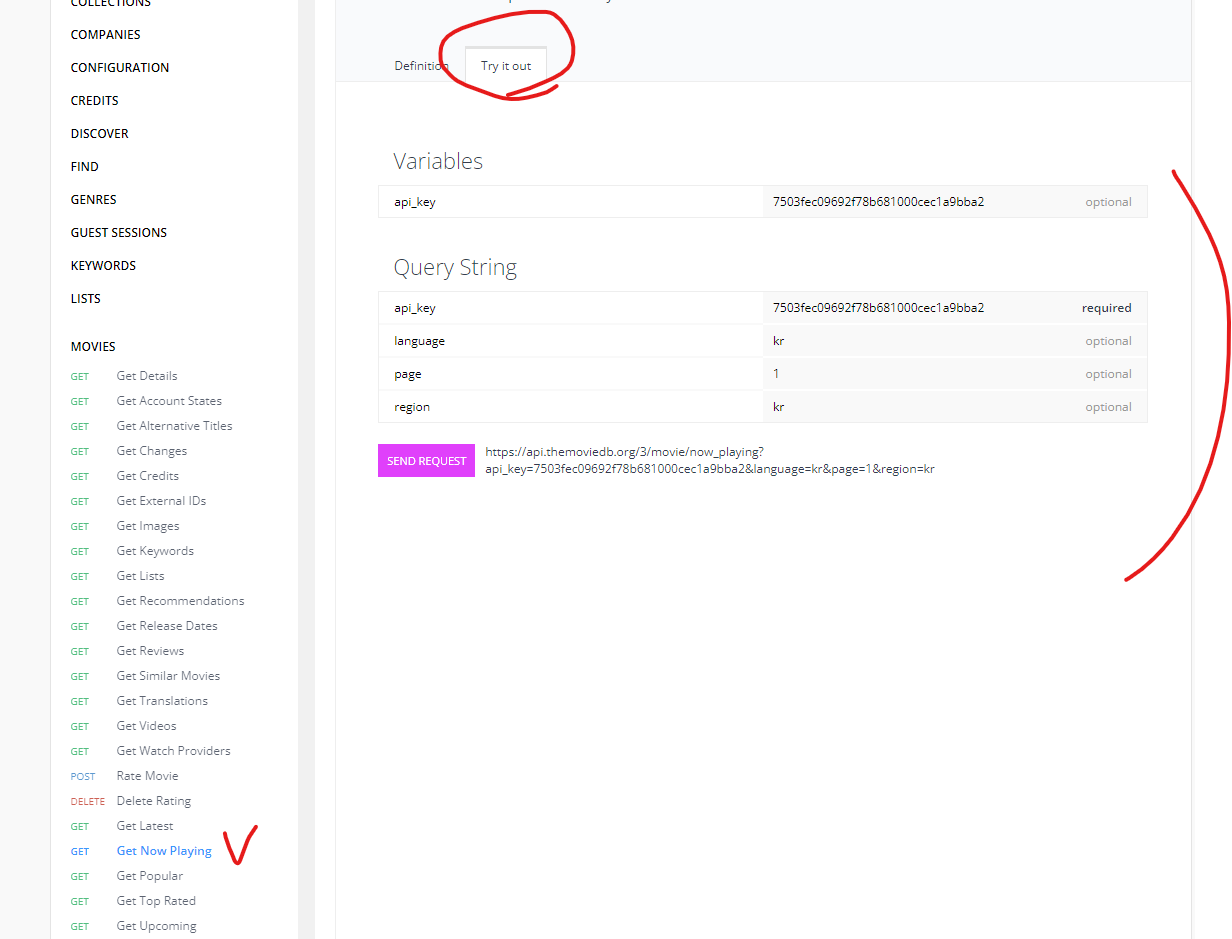 COLLECTIONS
COMPANIES
CONFIGURATION
CREDITS
DISCOVER
FIND
GENRES
GUEST SESSIONS
KEYWORDS
LISTS
MOVIES
GET Get Details
GET Get Account States
GET Get Alternative Titles
GET Get Changes
GET Get Credits
GET Get External IDs
GET Get Images
GET Get Keywords
GET Get Lists
GET Get Recommendations
GET Get Release Dates
GET Get Reviews
GET Get Similar Movies
GET Get Translations
GET Get Videos
GET Get Watch Providers
POST Rate Movie
DELETE Delete Rating
GET Get Latest
GET Get Now Playing
GET Get Popular
GET Get Top Rated
GET Get Upcoming
Definition Try it out
Variables
api_key 7503fec09692f78b681000cec1a9bba2 optional
Query String
api_key 7503fec09692f78b681000cec1a9bba2 required
language kr optional
page 1 optional
region kr optional
SEND REQUEST https://api.themoviedb.org/3/movie/now_playing?
api_key=7503fec09692f78b681000cec1a9bba2&language=kr&page=1&region=kr